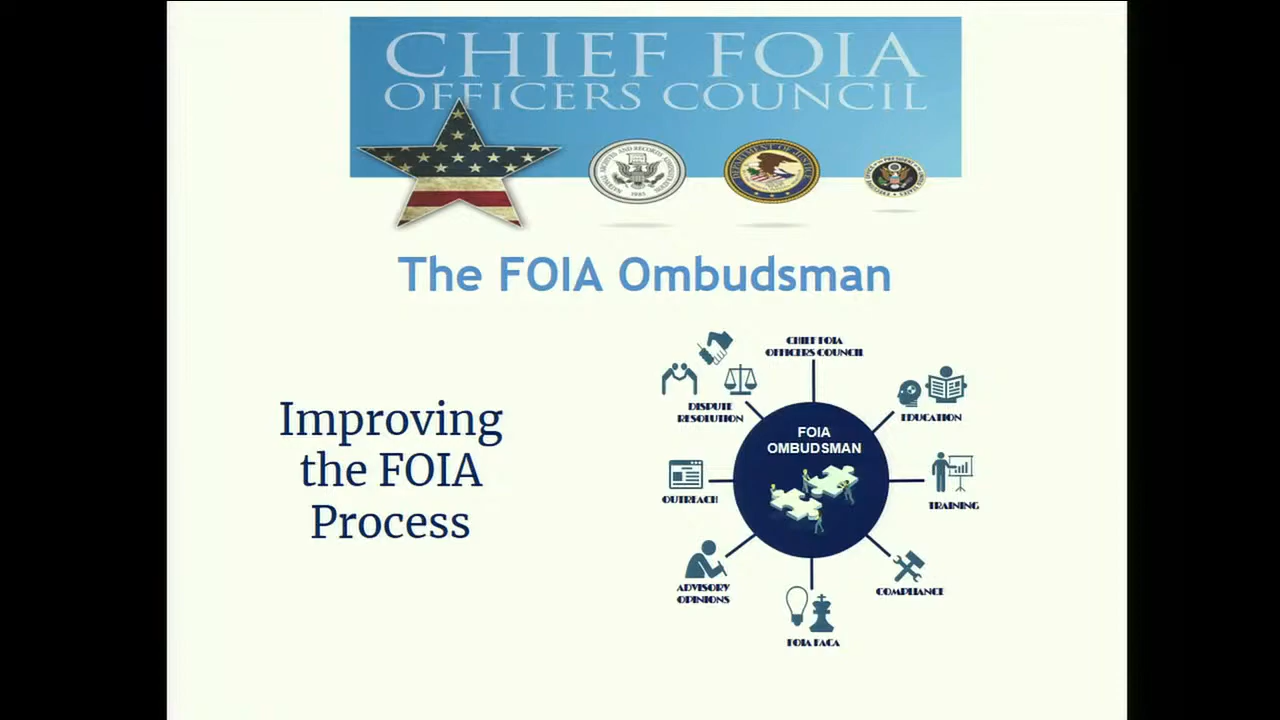 CHIEF FOIA
OFFICERS COUNCIL
The FOIA Ombudsman
Improving
the FOIA
Process
CHIEF FOIA
OFFICERS COUNCIL
DISPUTE
RESOLUTION
EDUCATION
FOIA
OMBUDSMAN
OUTREACH
TRAINING
ADVISORY
OPINIONS
COMPLIANCE
FOIA FACA